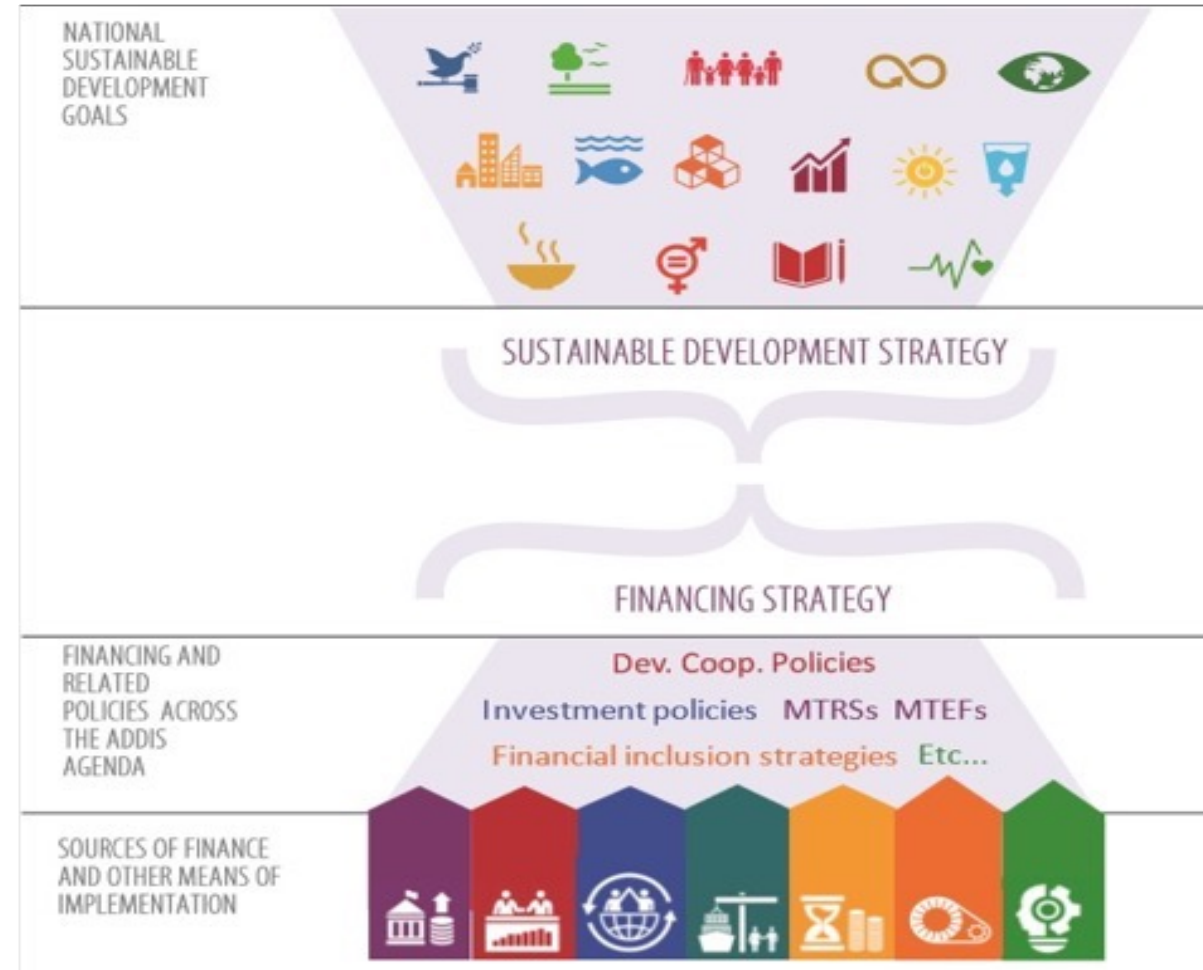 NATIONAL
SUSTAINABLE
DEVELOPMENT
GOALS
SUSTAINABLE DEVELOPMENT STRATEGY
FINANCING STRATEGY
FINANCING AND
RELATED
POLICIES ACROSS
THE ADDIS
AGENDA
Dev. Coop. Policies
Investment policies MTRSs MTEFs
Financial inclusion strategies Etc...
SOURCES OF FINANCE
AND OTHER MEANS OF
IMPLEMENTATION